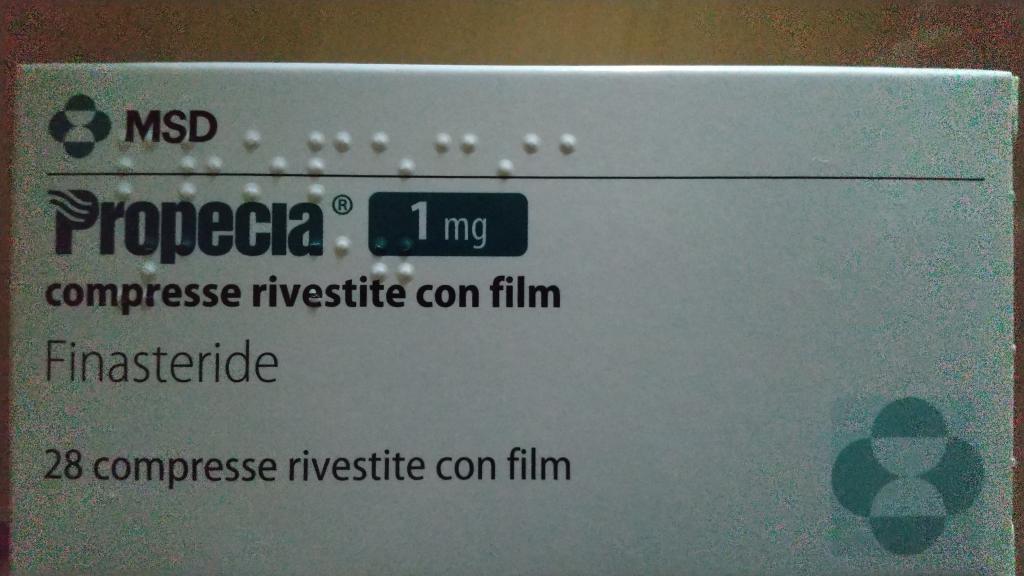 MSD
Propecia® 1 mg
compresse rivestite con film
Finasteride
28 compresse rivestite con film